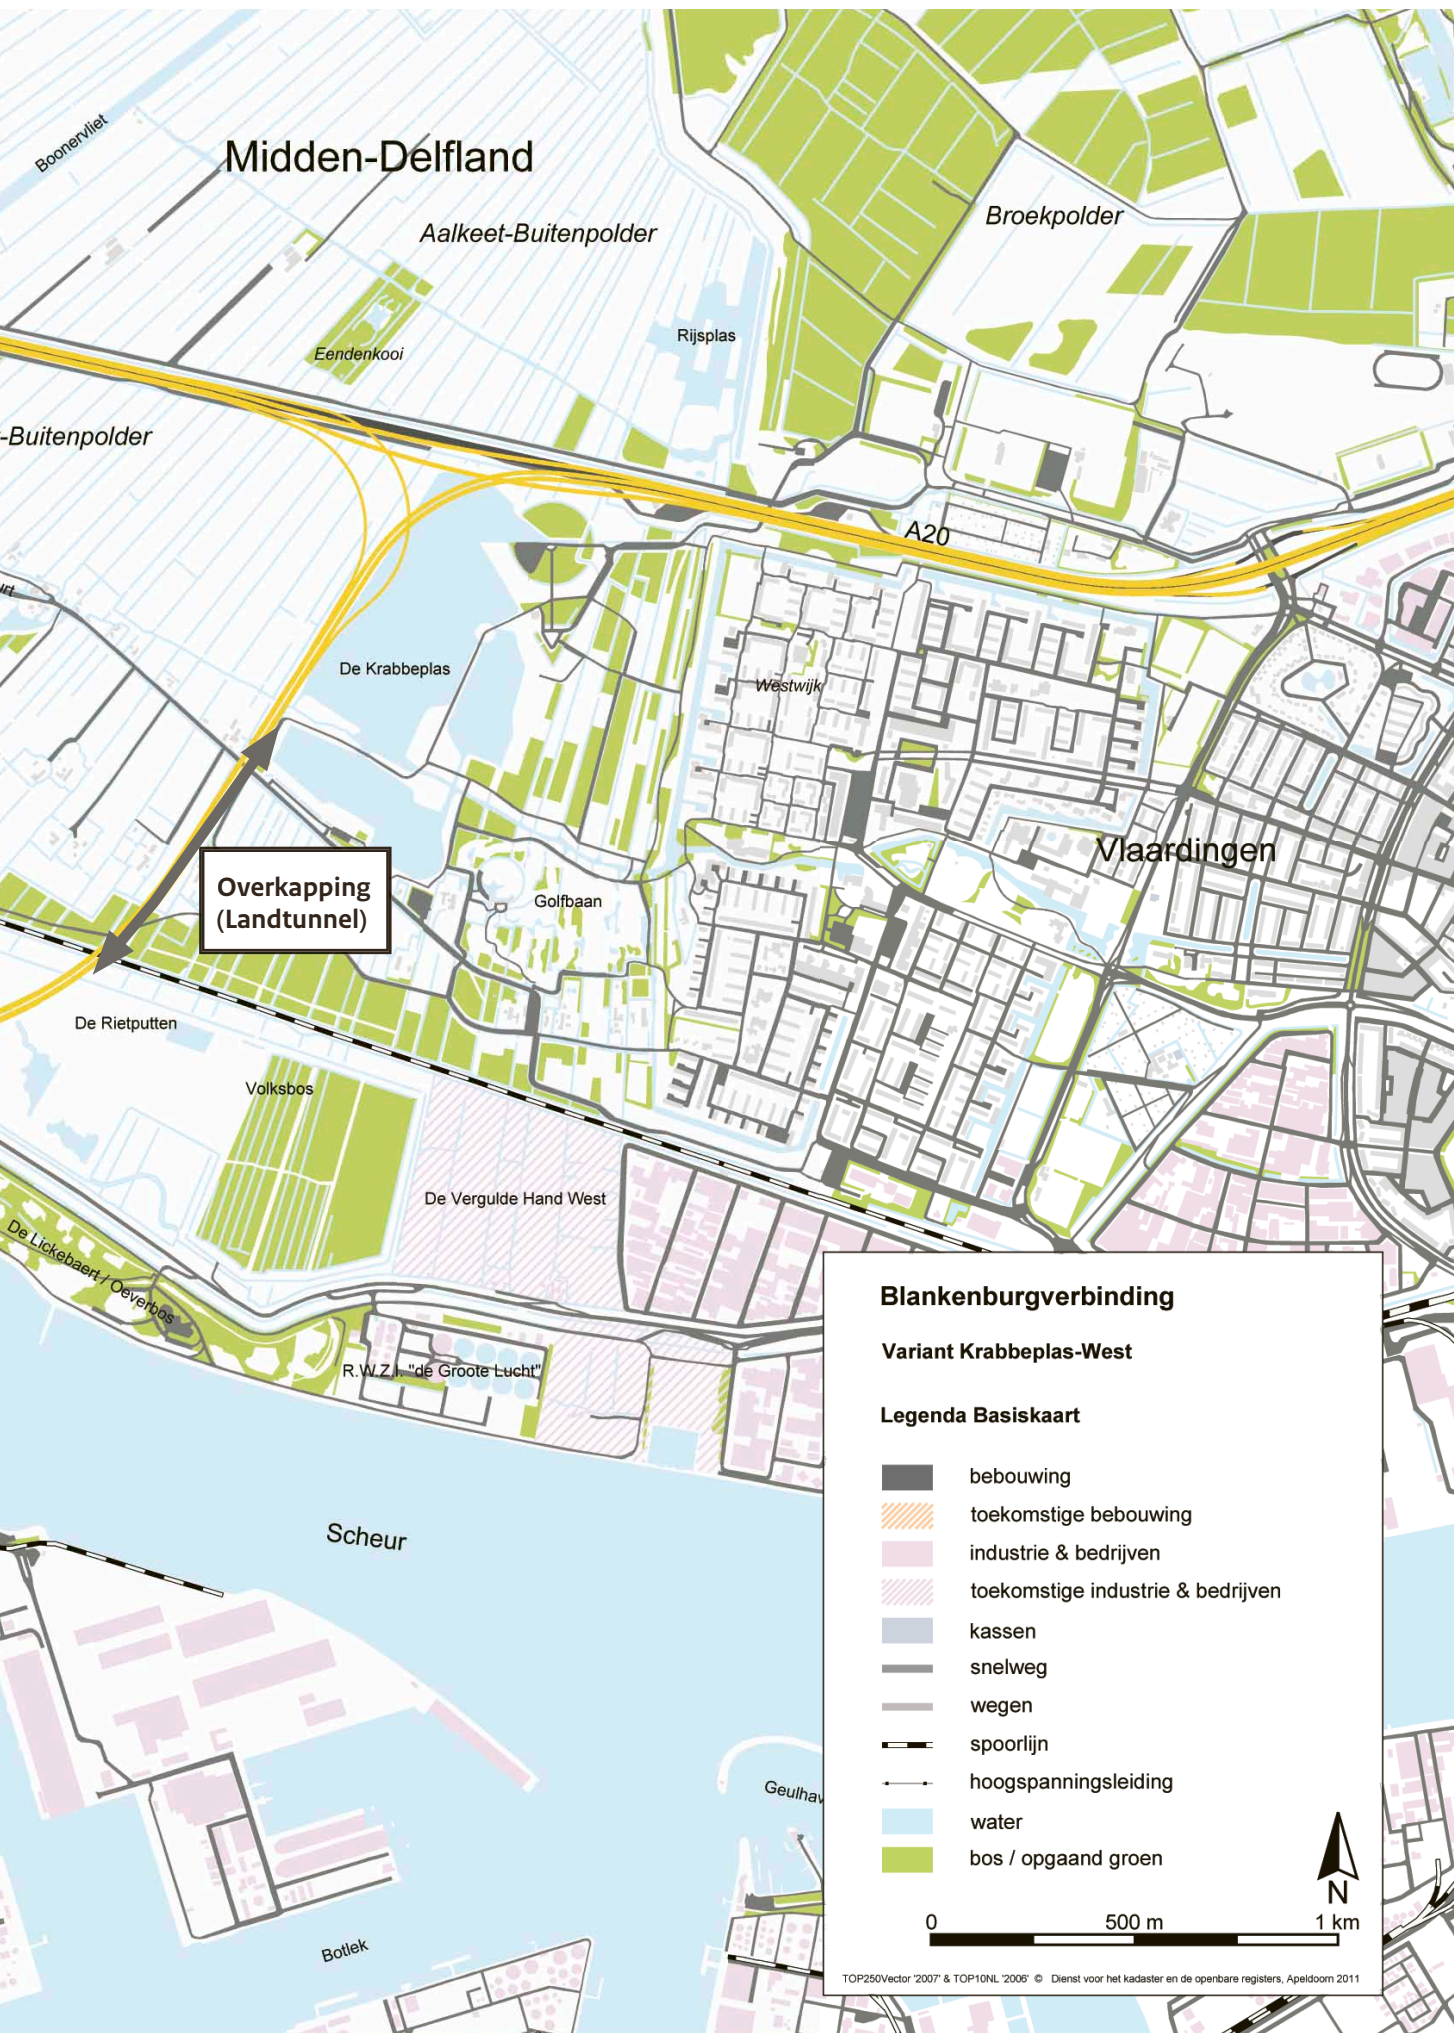 Boonervliet
Midden-Delfland
Aalkeet-Buitenpolder
Broekpolder
Rijsplas
Eendenkooi
-Buitenpolder
A20
De Krabbeplas
Westwijk
Vlaardingen
Overkapping
(Landtunnel)
Golfbaan
De Rietputten
Volksbos
De Vergulde Hand West
De Lickebaert / Oeverbos
R.W.Z.I. "de Groote Lucht"
Scheur
Geulhav
Botlek
Blankenburgverbinding
Variant Krabbeplas-West
Legenda Basiskaart
bebouwing
toekomstige bebouwing
industrie & bedrijven
toekomstige industrie & bedrijven
kassen
snelweg
wegen
spoorlijn
hoogspanningsleiding
water
bos / opgaand groen
N
0 500 m 1 km
TOP250Vector '2007' & TOP10NL '2006' © Dienst voor het kadaster en de openbare registers, Apeldoorn 2011